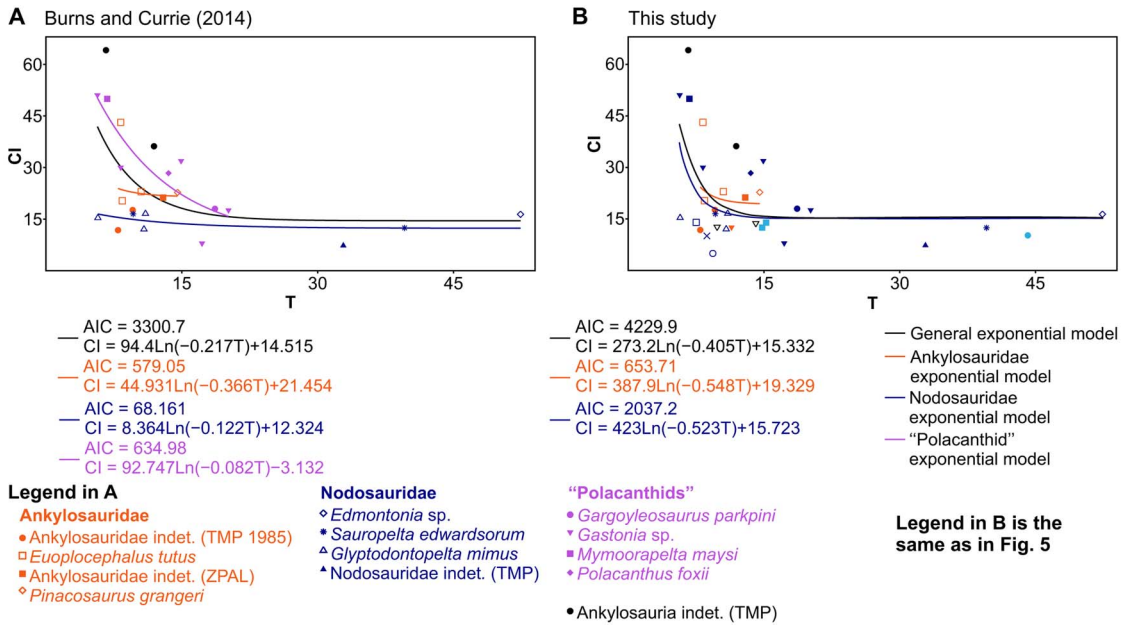 A Burns and Currie (2014)
CI
60
45
30
15
15 30 45
T
B This study
CI
60
45
30
15
15 30 45
T
AIC = 3300.7
CI = 94.4Ln(−0.217T)+14.515
AIC = 579.05
CI = 44.931Ln(−0.366T)+21.454
AIC = 68.161
CI = 8.364Ln(−0.122T)+12.324
AIC = 634.98
CI = 92.747Ln(−0.082T)−3.132
AIC = 4229.9
CI = 273.2Ln(−0.405T)+15.332
AIC = 653.71
CI = 387.9Ln(−0.548T)+19.329
AIC = 2037.2
CI = 423Ln(−0.523T)+15.723
General exponential model
Ankylosauridae
exponential model
Nodosauridae
exponential model
“Polacanthid”
exponential model
Legend in A
Ankylosauridae
Ankylosauridae indet. (TMP 1985)
Euoplocephalus tutus
Ankylosauridae indet. (ZPAL)
Pinacosaurus grangeri
Nodosauridae
Edmontonia sp.
Sauropelta edwardsorum
Glyptodontopelta mimus
Nodosauridae indet. (TMP)
“Polacanthids”
Gargoyleosaurus parkpini
Gastonia sp.
Mymoorapelta maysi
Polacanthus foxii
Ankylosauria indet. (TMP)
Legend in B is the
same as in Fig. 5